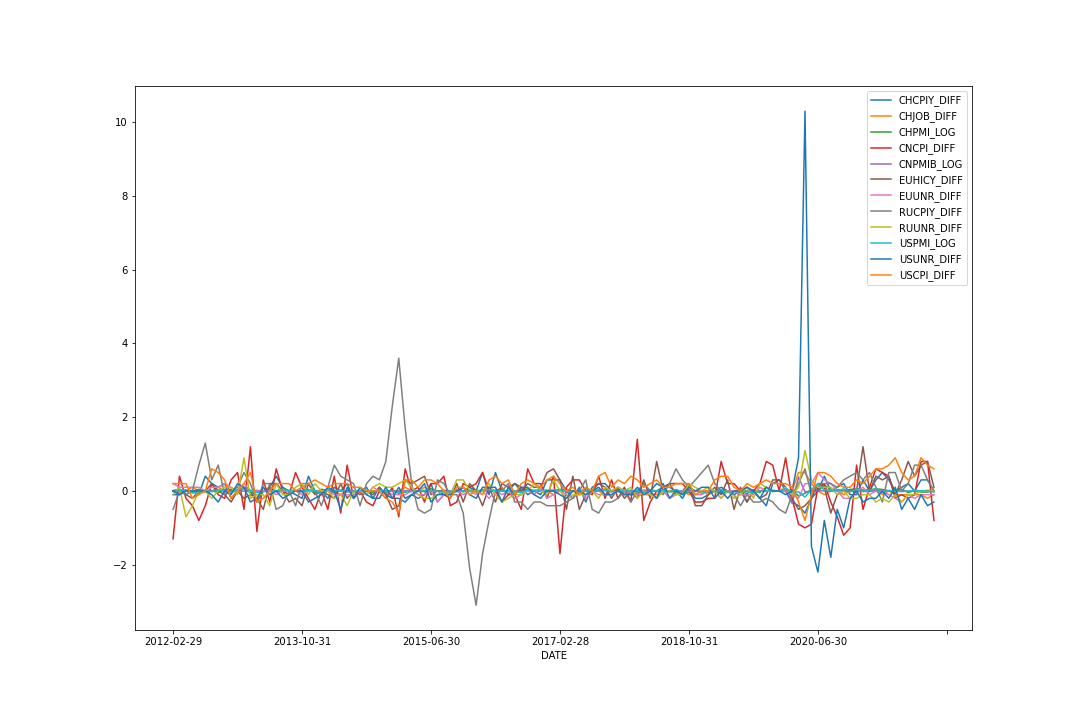 10
8
6
4
2
0
−2
2012-02-29 2013-10-31 2015-06-30 2017-02-28 2018-10-31 2020-06-30
DATE
CHCPIY_DIFF
CHJOB_DIFF
CHPMI_LOG
CNCPI_DIFF
CNPMIB_LOG
EUHICY_DIFF
EUUNR_DIFF
RUCPIY_DIFF
RUUNR_DIFF
USPMI_LOG
USUNR_DIFF
USCPI_DIFF